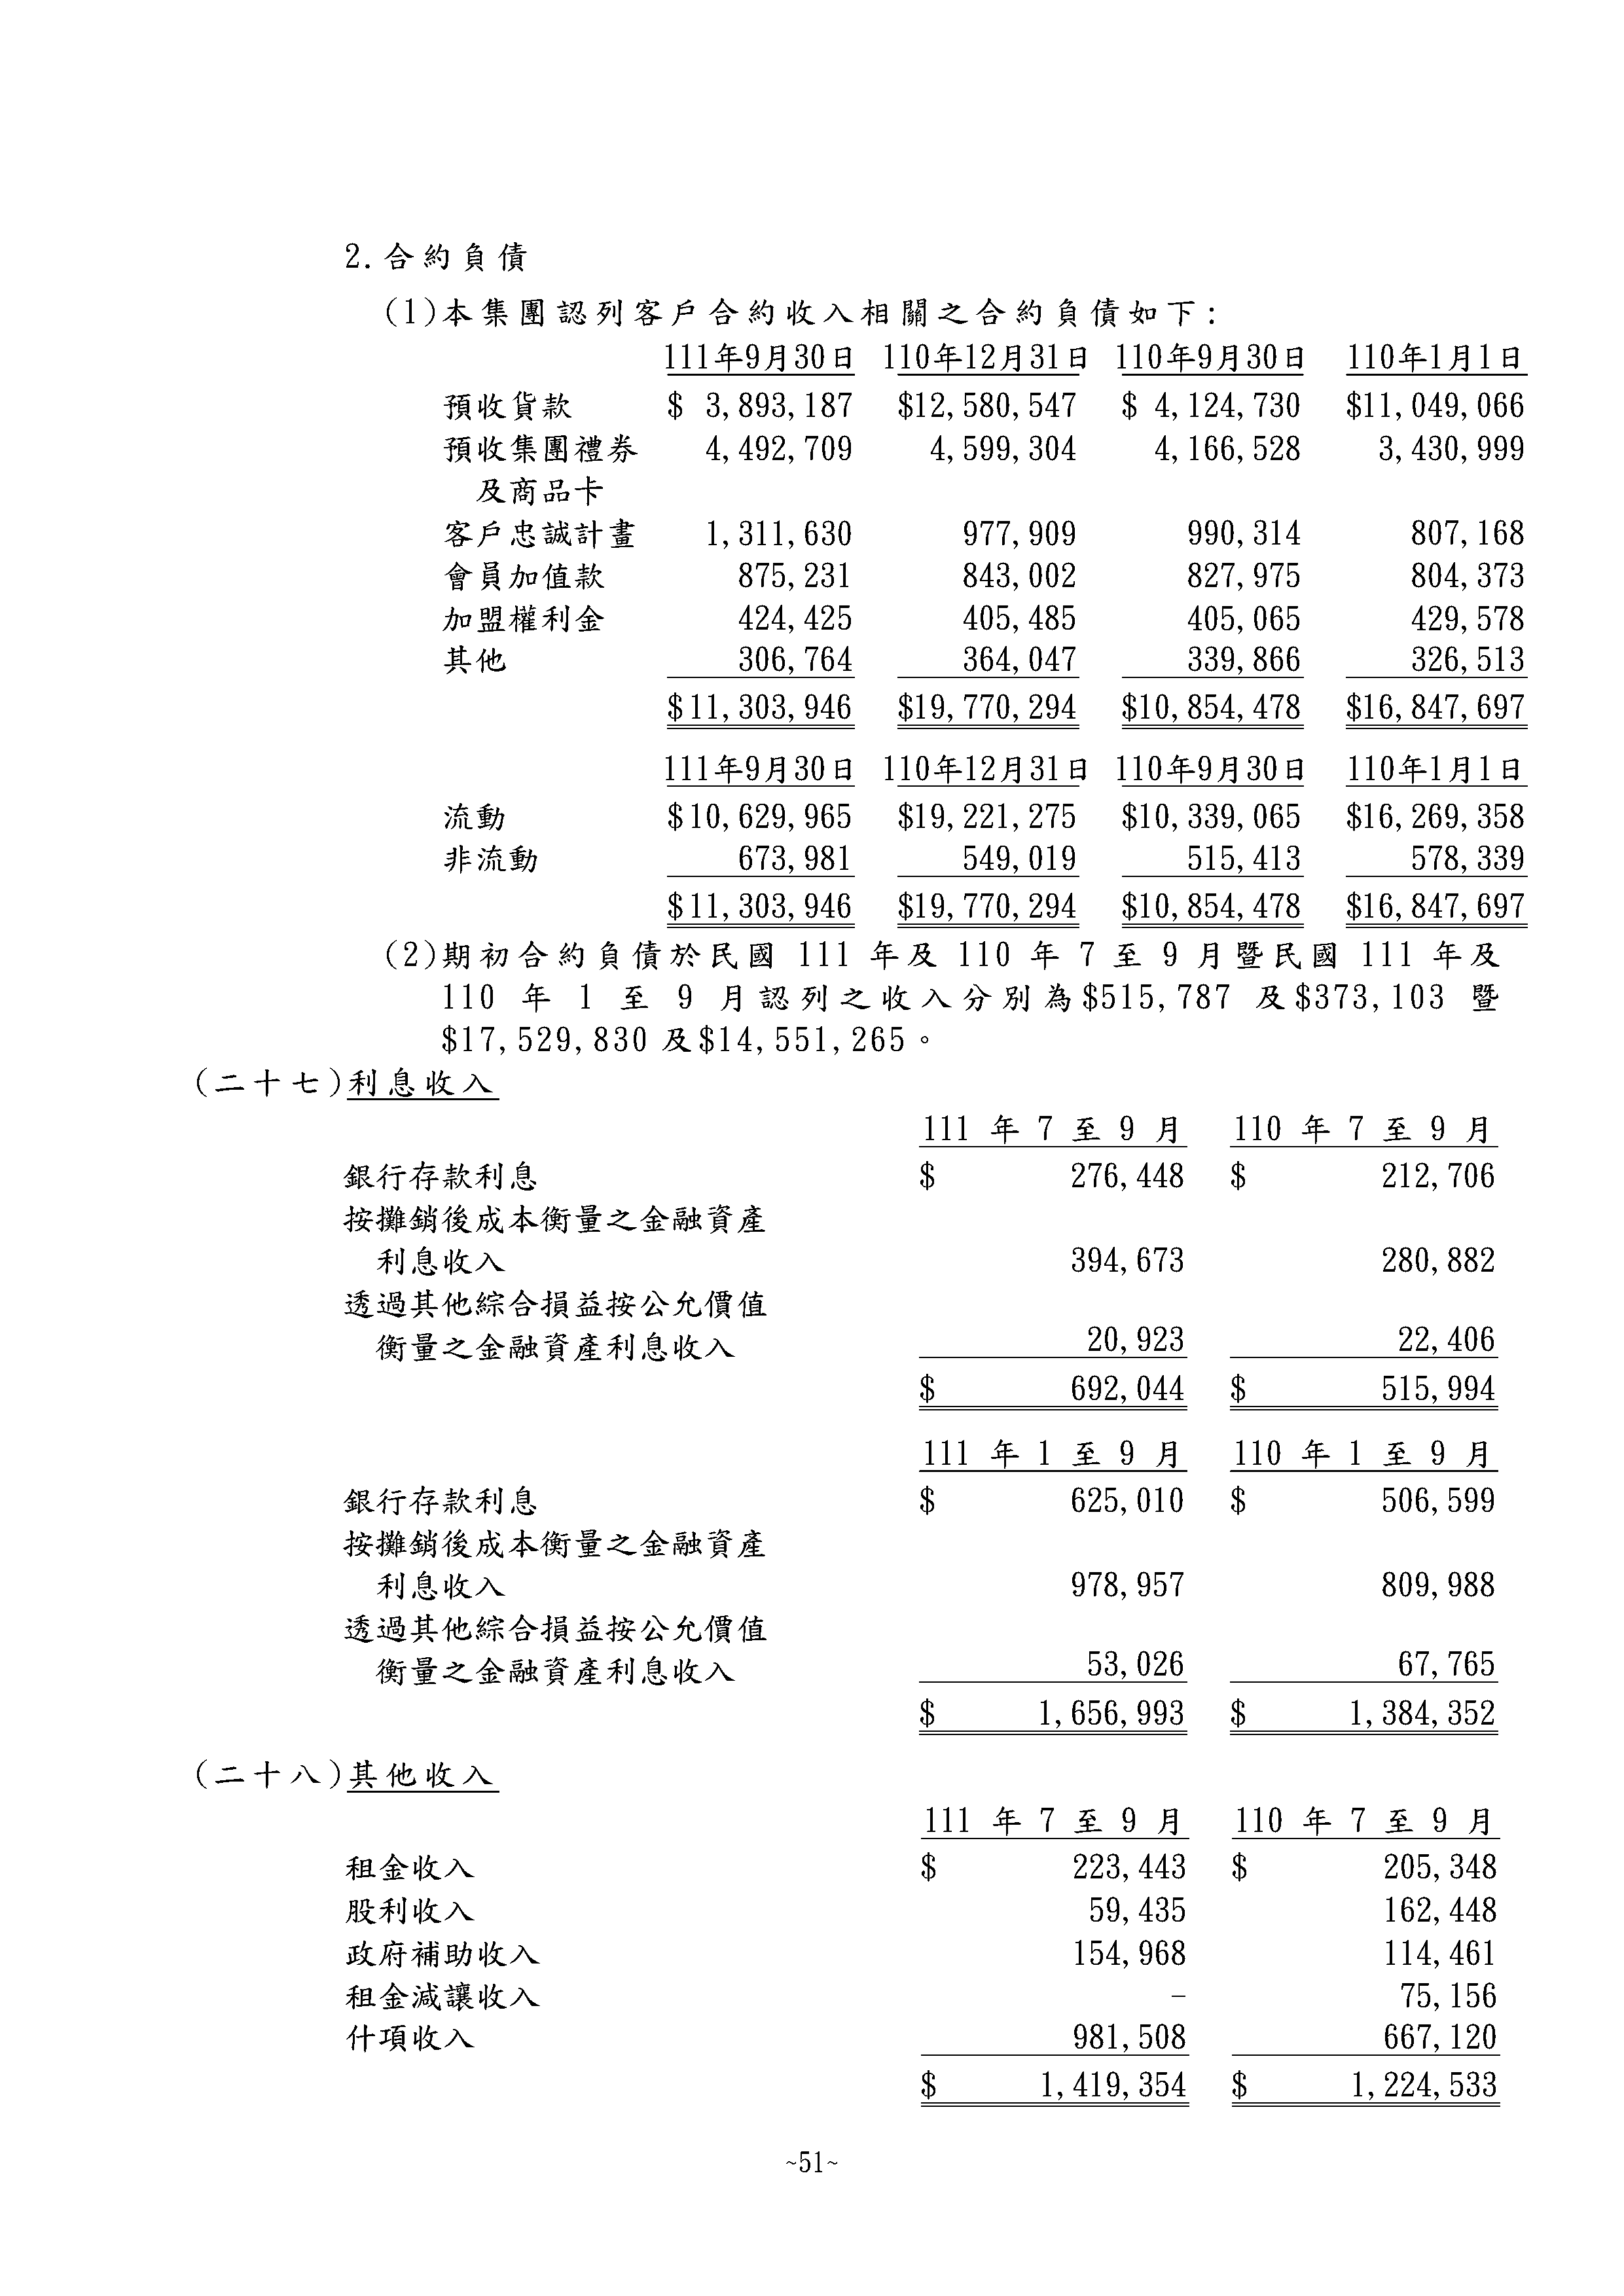 2.合約負債
(1)本集團認列客戶合約收入相關之合約負債如下:
111年9月30日 110年12月31日 110年9月30日 110年1月1日
預收貨款 $ 3,893,187 $12,580,547 $ 4,124,730 $11,049,066
預收集團禮券 4,492,709 4,599,304 4,166,528 3,430,999
及商品卡
客戶忠誠計畫 1,311,630 977,909 990,314 807,168
會員加值款 875,231 843,002 827,975 804,373
加盟權利金 424,425 405,485 405,065 429,578
其他 306,764 364,047 339,866 326,513
$11,303,946 $19,770,294 $10,854,478 $16,847,697
111年9月30日 110年12月31日 110年9月30日 110年1月1日
流動 $10,629,965 $19,221,275 $10,339,065 $16,269,358
非流動 673,981 549,019 515,413 578,339
$11,303,946 $19,770,294 $10,854,478 $16,847,697
(2)期初合約負債於民國 111 年及 110 年 7 至 9 月暨民國 111 年及
110 年 1 至 9 月認列之收入分別為$515,787 及$373,103 暨
$17,529,830 及$14,551,265。
(二十七)利息收入
111 年 7 至 9 月 110 年 7 至 9 月
銀行存款利息 $ 276,448 $ 212,706
按攤銷後成本衡量之金融資產
利息收入 394,673 280,882
透過其他綜合損益按公允價值
衡量之金融資產利息收入 20,923 22,406
$ 692,044 $ 515,994
111 年 1 至 9 月 110 年 1 至 9 月
銀行存款利息 $ 625,010 $ 506,599
按攤銷後成本衡量之金融資產
利息收入 978,957 809,988
透過其他綜合損益按公允價值
衡量之金融資產利息收入 53,026 67,765
$ 1,656,993 $ 1,384,352
(二十八)其他收入
111 年 7 至 9 月 110 年 7 至 9 月
租金收入 $ 223,443 $ 205,348
股利收入 59,435 162,448
政府補助收入 154,968 114,461
租金減讓收入 – 75,156
什項收入 981,508 667,120
$ 1,419,354 $ 1,224,533
~51~